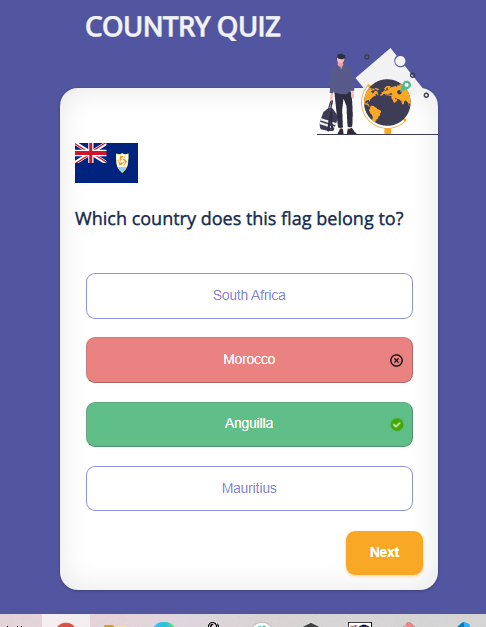 COUNTRY QUIZ
Which country does this flag belong to?
South Africa
Morocco
Anguilla
Mauritius
Next